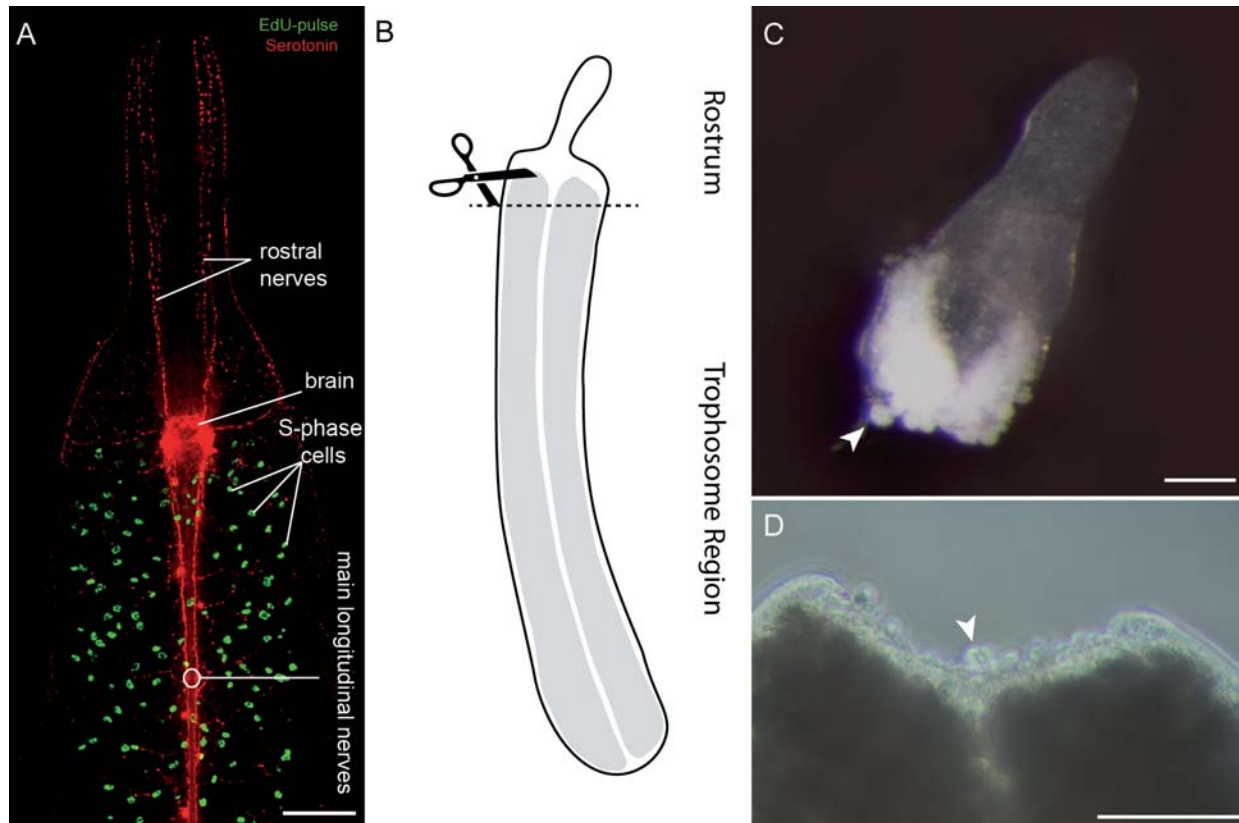 A
EdU-pulse
Serotonin
rostral
nerves
brain
S-phase
cells
main longitudinal nerves
B
Rostrum
Trophosome Region
C
D